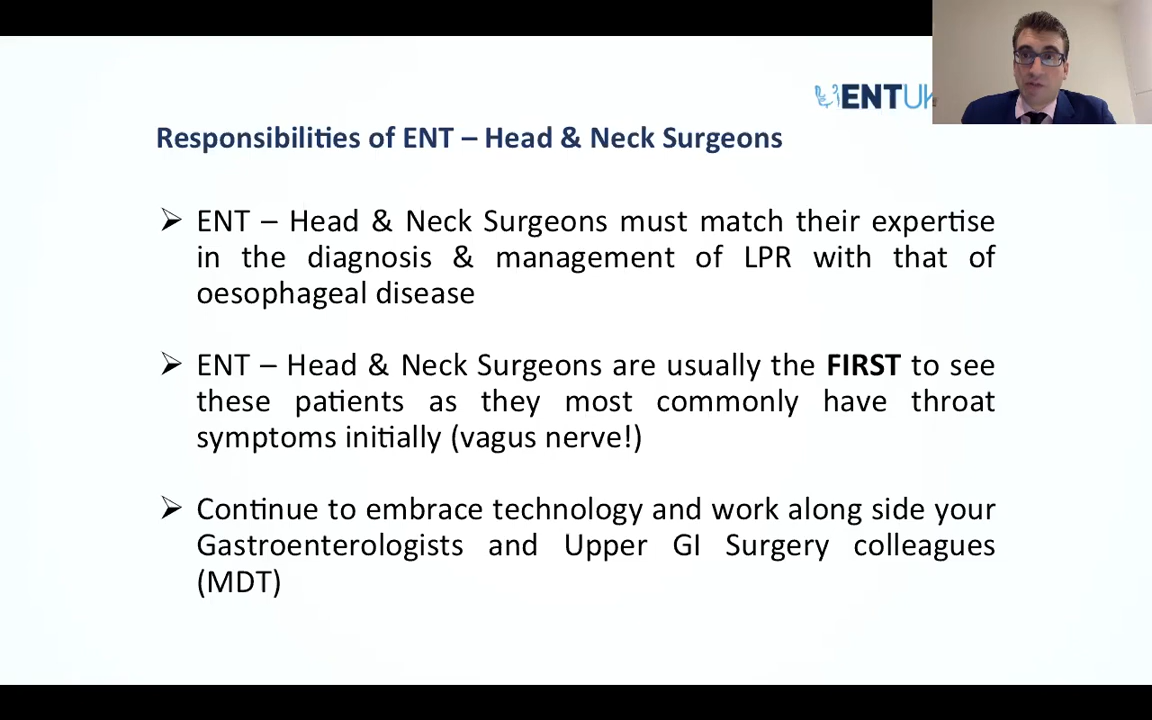 ENTUK
Responsibilities of ENT – Head & Neck Surgeons
➢ ENT – Head & Neck Surgeons must match their expertise
in the diagnosis & management of LPR with that of
oesophageal disease
➢ ENT – Head & Neck Surgeons are usually the FIRST to see
these patients as they most commonly have throat
symptoms initially (vagus nerve!)
➢ Continue to embrace technology and work along side your
Gastroenterologists and Upper GI Surgery colleagues
(MDT)